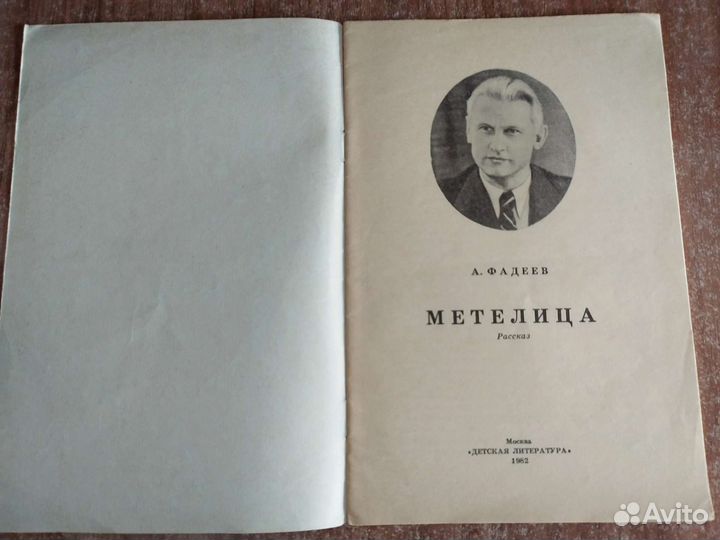 А. ФАДЕЕВ
МЕТЕЛИЦА
Рассказ
Москва
«ДЕТСКАЯ ЛИТЕРАТУРА»
1982
Avito